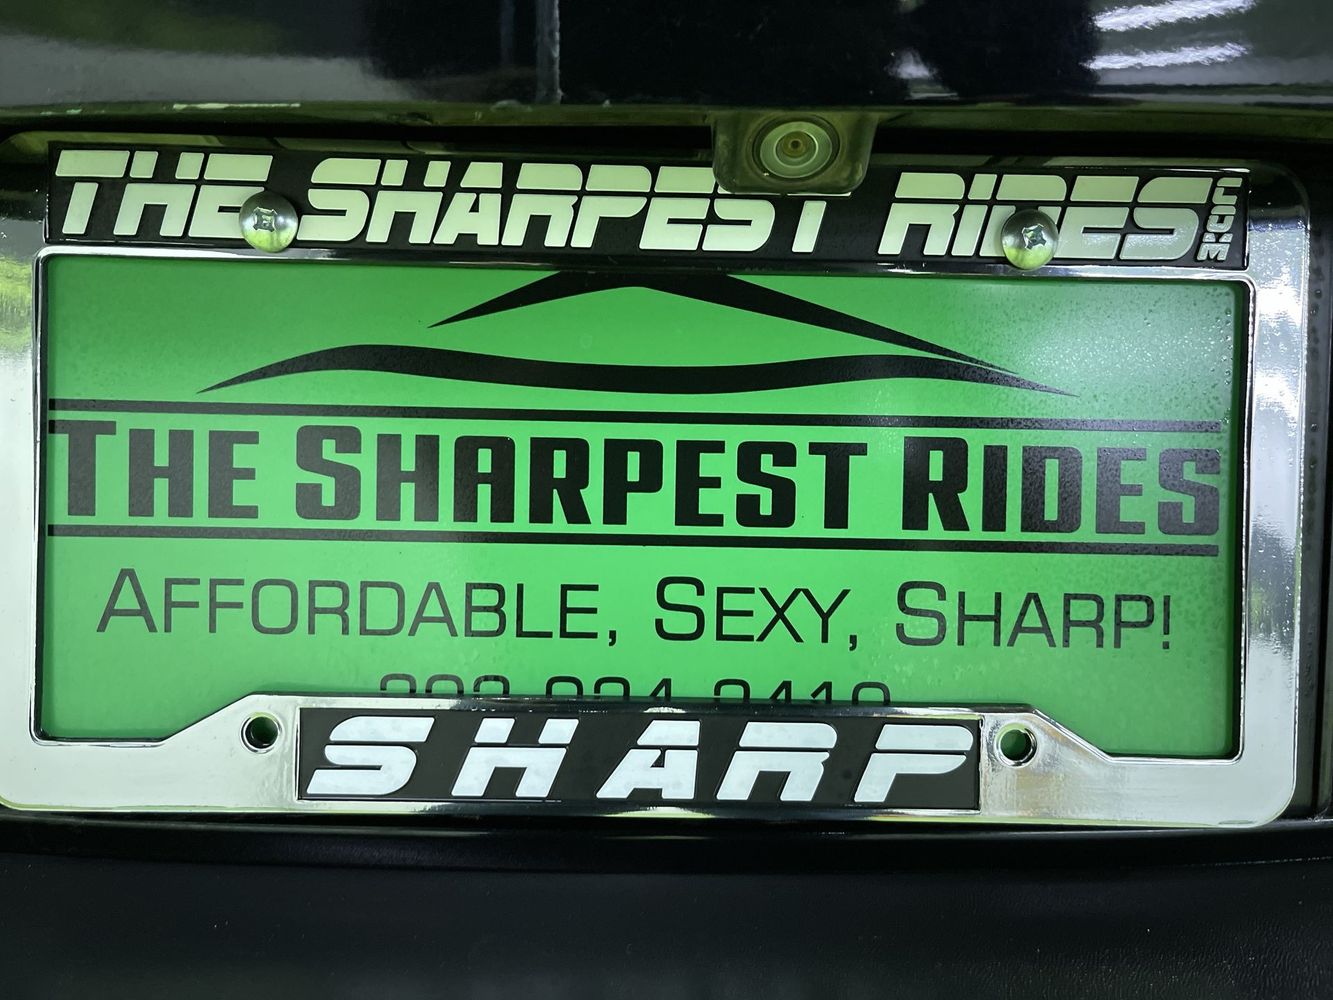 THE SHARPEST RIDES.COM
THE SHARPEST RIDES
AFFORDABLE, SEXY, SHARP!
SHARP